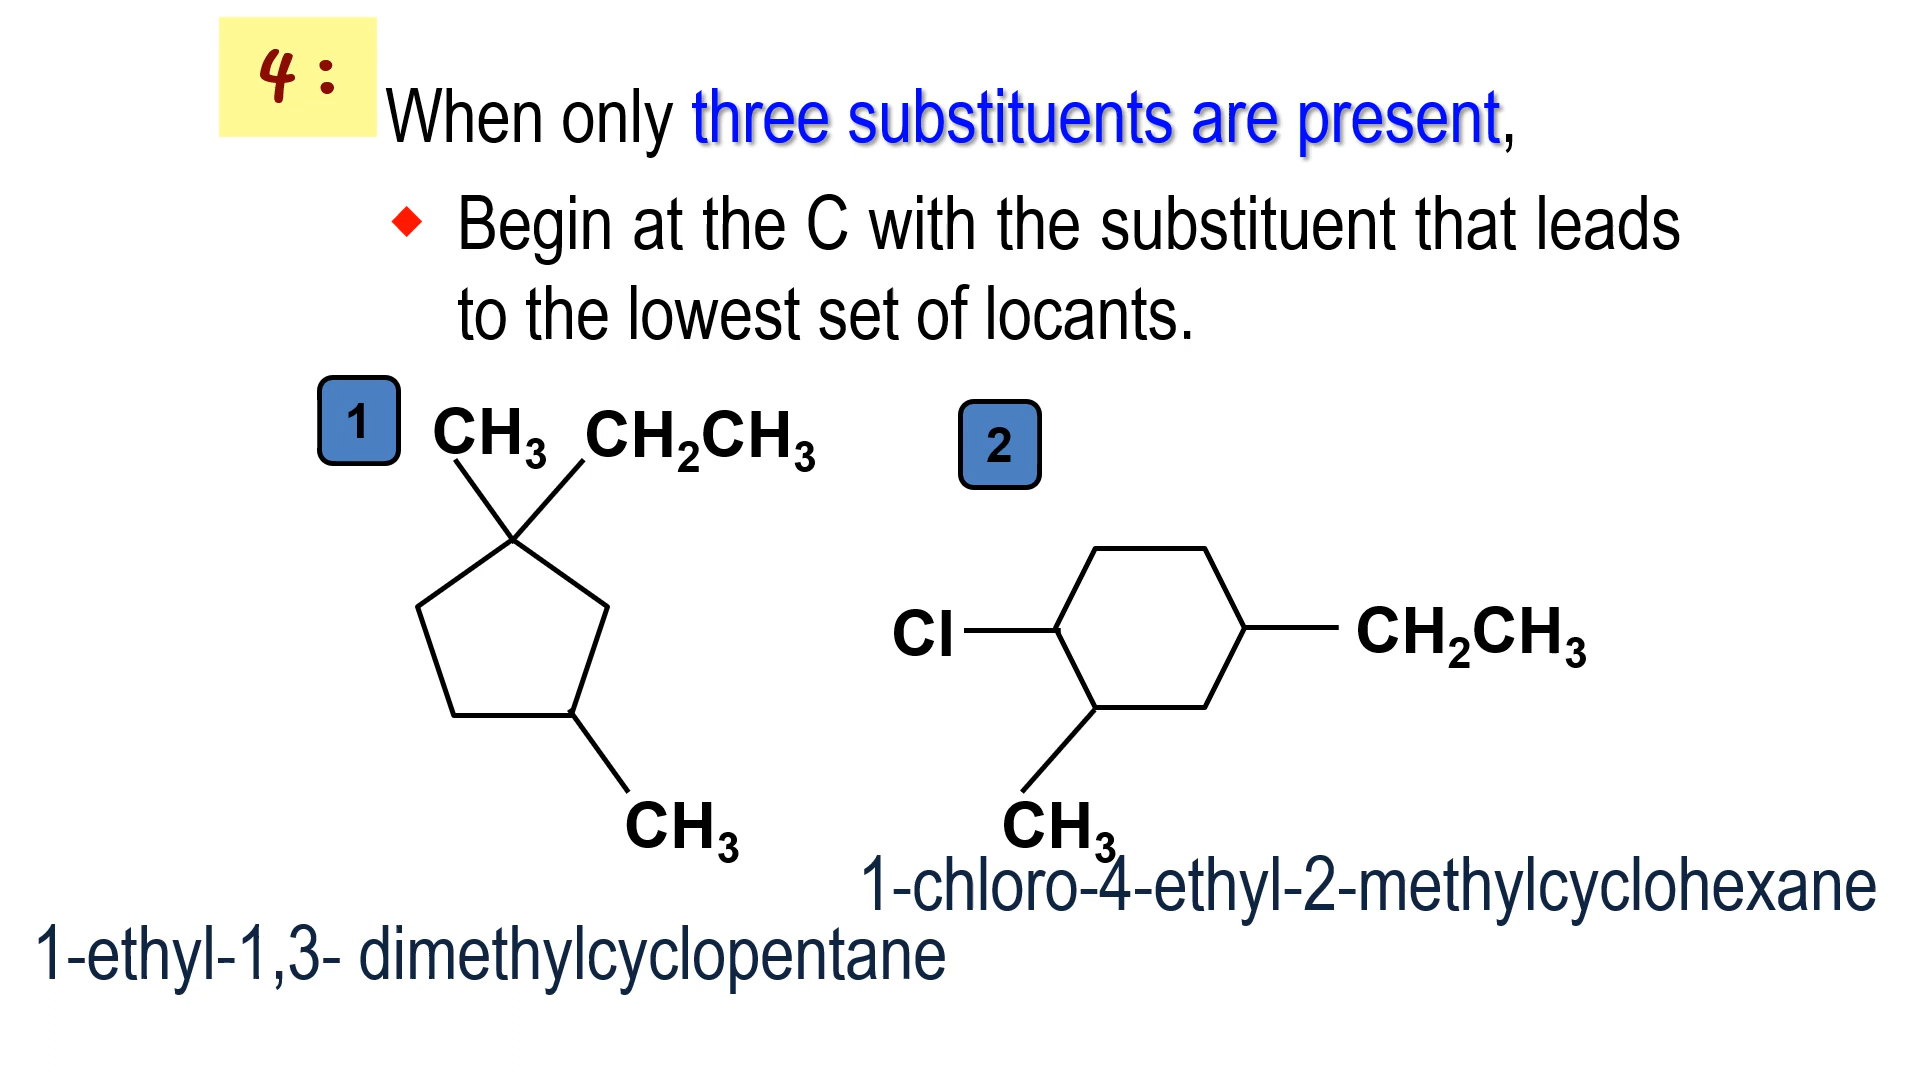 4:
When only three substituents are present,
Begin at the C with the substituent that leads
to the lowest set of locants.
1
CH₃ CH₂CH₃
2
Cl
CH₂CH₃
CH₃
CH₃
1-chloro-4-ethyl-2-methylcyclohexane
1-ethyl-1,3- dimethylcyclopentane